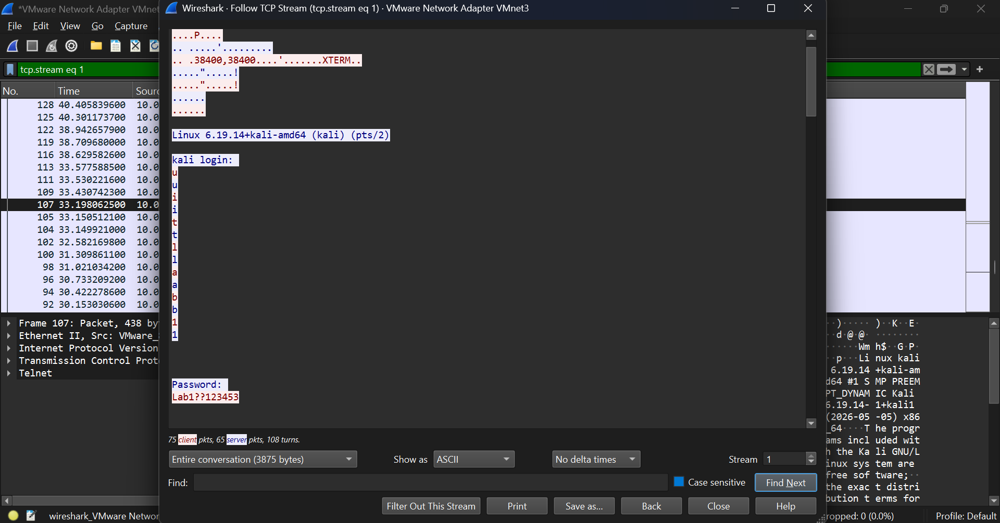 *VMware Network Adapter VMnet
Wireshark · Follow TCP Stream (tcp.stream eq 1) · VMware Network Adapter VMnet3
File Edit View Go Capture
tcp.stream eq 1
No. Time Sourc
128 40.405839600 10.0
125 40.301173700 10.0
122 38.942657900 10.0
119 38.709680000 10.0
116 38.629582600 10.0
113 33.577588500 10.0
111 33.530221600 10.0
109 33.430742300 10.0
107 33.198062500 10.0
105 33.150512100 10.0
104 33.149921000 10.0
102 32.582169800 10.0
100 31.309861100 10.0
98 31.021034200 10.0
96 30.733209200 10.0
94 30.422278600 10.0
92 30.153030600 10.0
Frame 107: Packet, 438 by
Ethernet II, Src: VMware_
Internet Protocol Version
Transmission Control Prot
Telnet
....P....
.. .....'.........
.. .38400,38400....'.......XTERM..
.....".....!
.....".....!
......
......
Linux 6.19.14+kali-amd64 (kali) (pts/2)
kali login:
u
u
i
i
t
t
l
l
a
a
b
b
1
1
Password:
Lab1??123453
75 client pkts, 65 server pkts, 108 turns.
Entire conversation (3875 bytes) Show as ASCII No delta times Stream 1
Find: Case sensitive Find Next
Filter Out This Stream Print Save as... Back Close Help
··)····· )··K··E·
··d·@·@· ········
······Wm h$··G·P·
··p···Li nux kali
6.19.14 +kali-am
d64 #1 S MP PREEM
PT_DYNAM IC Kali
6.19.14- 1+kali1
(2026-05 -05) x86
_64····T he progr
ams incl uded wit
h the Ka li GNU/L
inux sys tem are
free sof tware;··
the exac t distri
bution t erms for
wireshark_VMware Networ
ropped: 0 (0.0%) Profile: Default